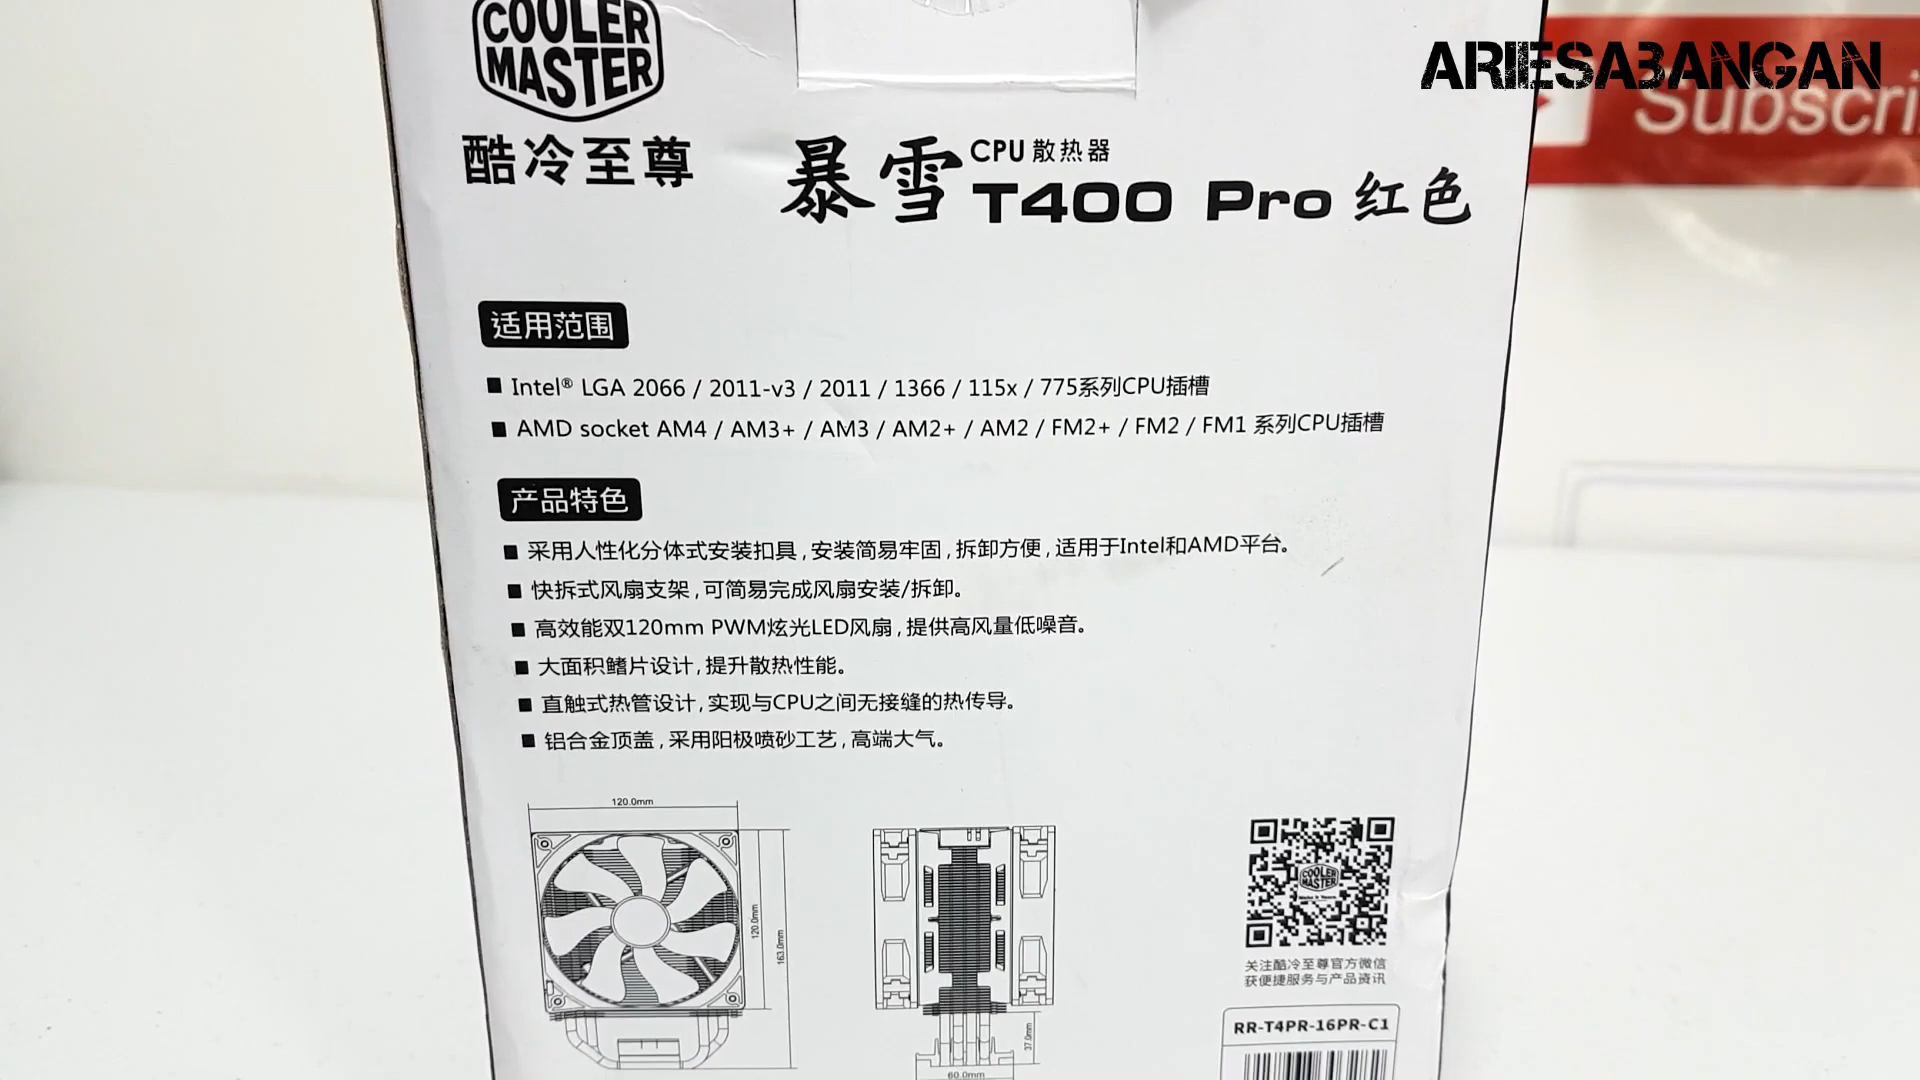 COOLER
MASTER
ARIESABANGAN
Subscri
酷冷至尊
暴雪 CPU 散热器
T400 Pro 红色
适用范围
■ Intel® LGA 2066 / 2011-v3 / 2011 / 1366 / 115x / 775系列CPU插槽
■ AMD socket AM4 / AM3+ / AM3 / AM2+ / AM2 / FM2+ / FM2 / FM1 系列CPU插槽
产品特色
■ 采用人性化分体式安装扣具,安装简易牢固,拆卸方便,适用于Intel和AMD平台。
■ 快拆式风扇支架,可简易完成风扇安装/拆卸。
■ 高效能双120mm PWM炫光LED风扇,提供高风量低噪音。
■ 大面积鳍片设计,提升散热性能。
■ 直触式热管设计,实现与CPU之间无接缝的热传导。
■ 铝合金顶盖,采用阳极喷砂工艺,高端大气。
120.0mm
120.0mm
163.0mm
37.0mm
60.0mm
COOLER
MASTER
关注酷冷至尊官方微信
获便捷服务与产品资讯
RR-T4PR-16PR-C1